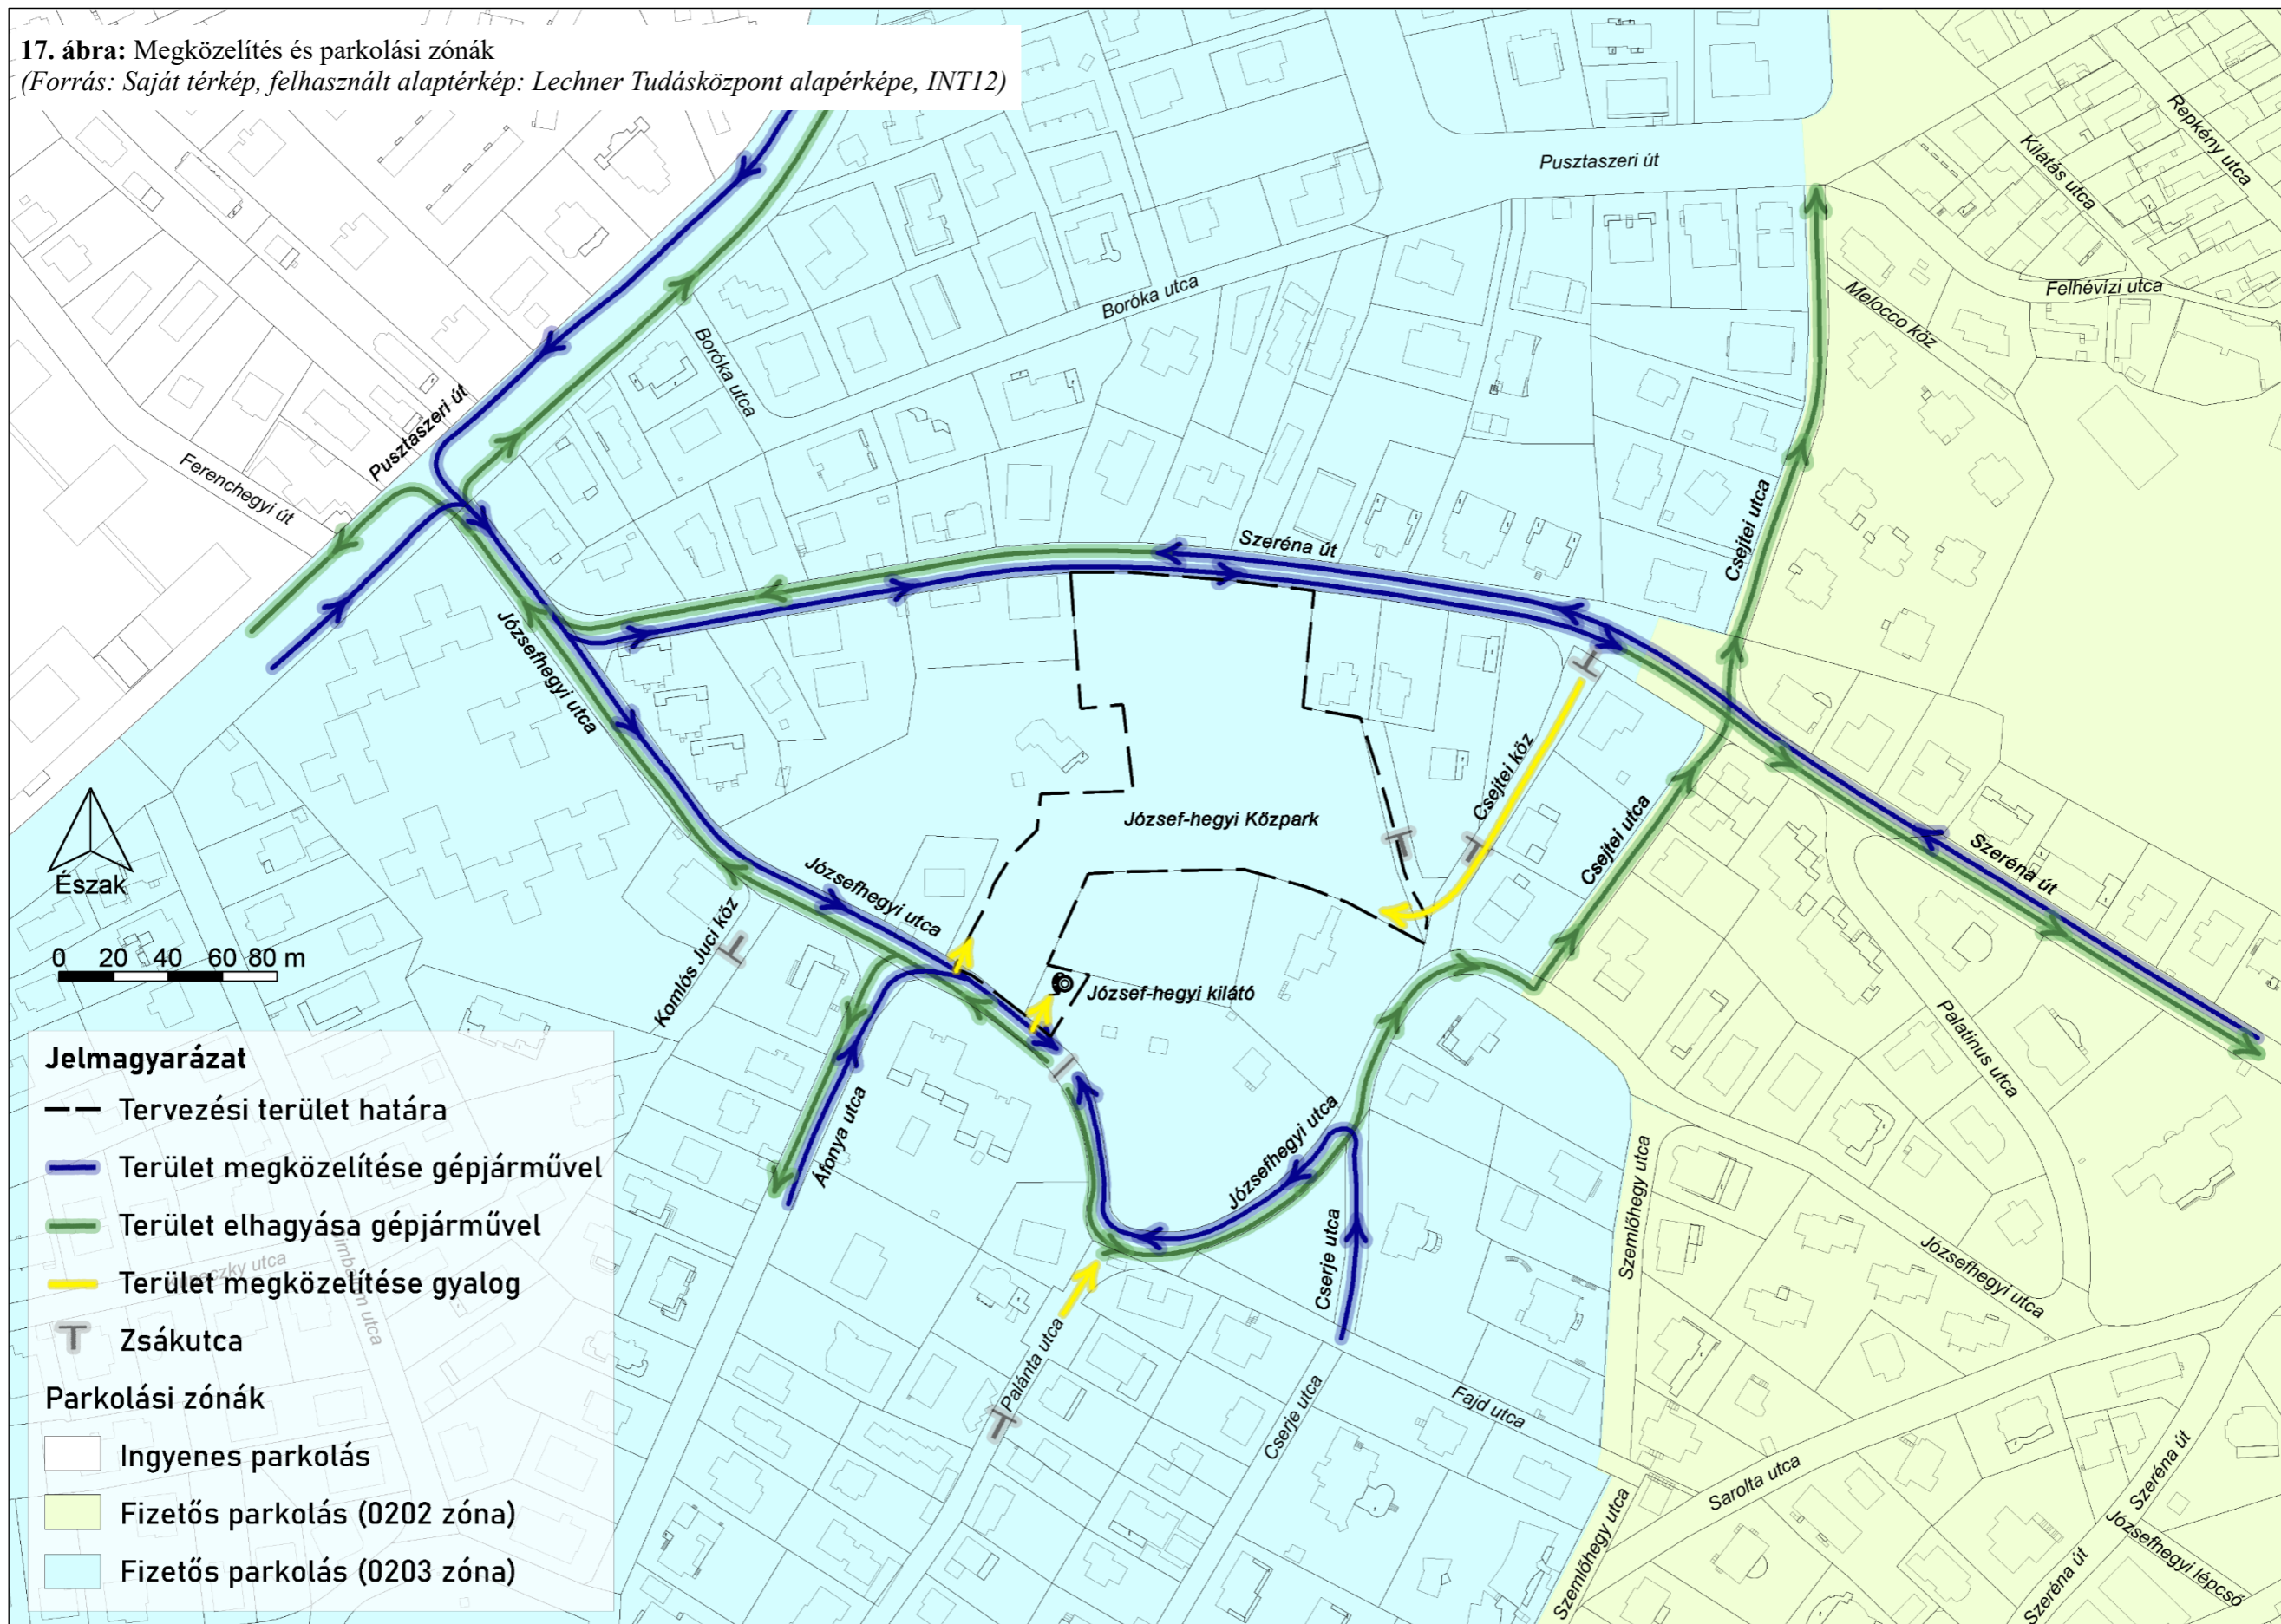 17. ábra: Megközelítés és parkolási zónák
(Forrás: Saját térkép, felhasznált alaptérkép: Lechner Tudásközpont alapérképe, INT12)
Repkény utca
Kilátás utca
Pusztaszeri út
Felhévízi utca
Melocco köz
Boróka utca
Boróka utca
Pusztaszeri út
Ferenchegyi út
Csejtei utca
Szeréna út
Józsefhegyi utca
Csejtei köz
József-hegyi Közpark
Csejtei utca
Szeréna út
Józsefhegyi utca
Észak
Komlós Juci köz
0 20 40 60 80 m
József-hegyi kilátó
Palatinus utca
Áfonya utca
Józsefhegyi utca
Szemlőhegy utca
Józsefhegyi utca
Cserje utca
Palánta utca
Cserje utca
Fajd utca
Sarolta utca
Szeréna út
Szemlőhegy utca
Józsefhegyi lépcső
Szeréna út
Jelmagyarázat
Tervezési terület határa
Terület megközelítése gépjárművel
Terület elhagyása gépjárművel
Terület megközelítése gyalog
Zsákutca
Parkolási zónák
Ingyenes parkolás
Fizetős parkolás (0202 zóna)
Fizetős parkolás (0203 zóna)